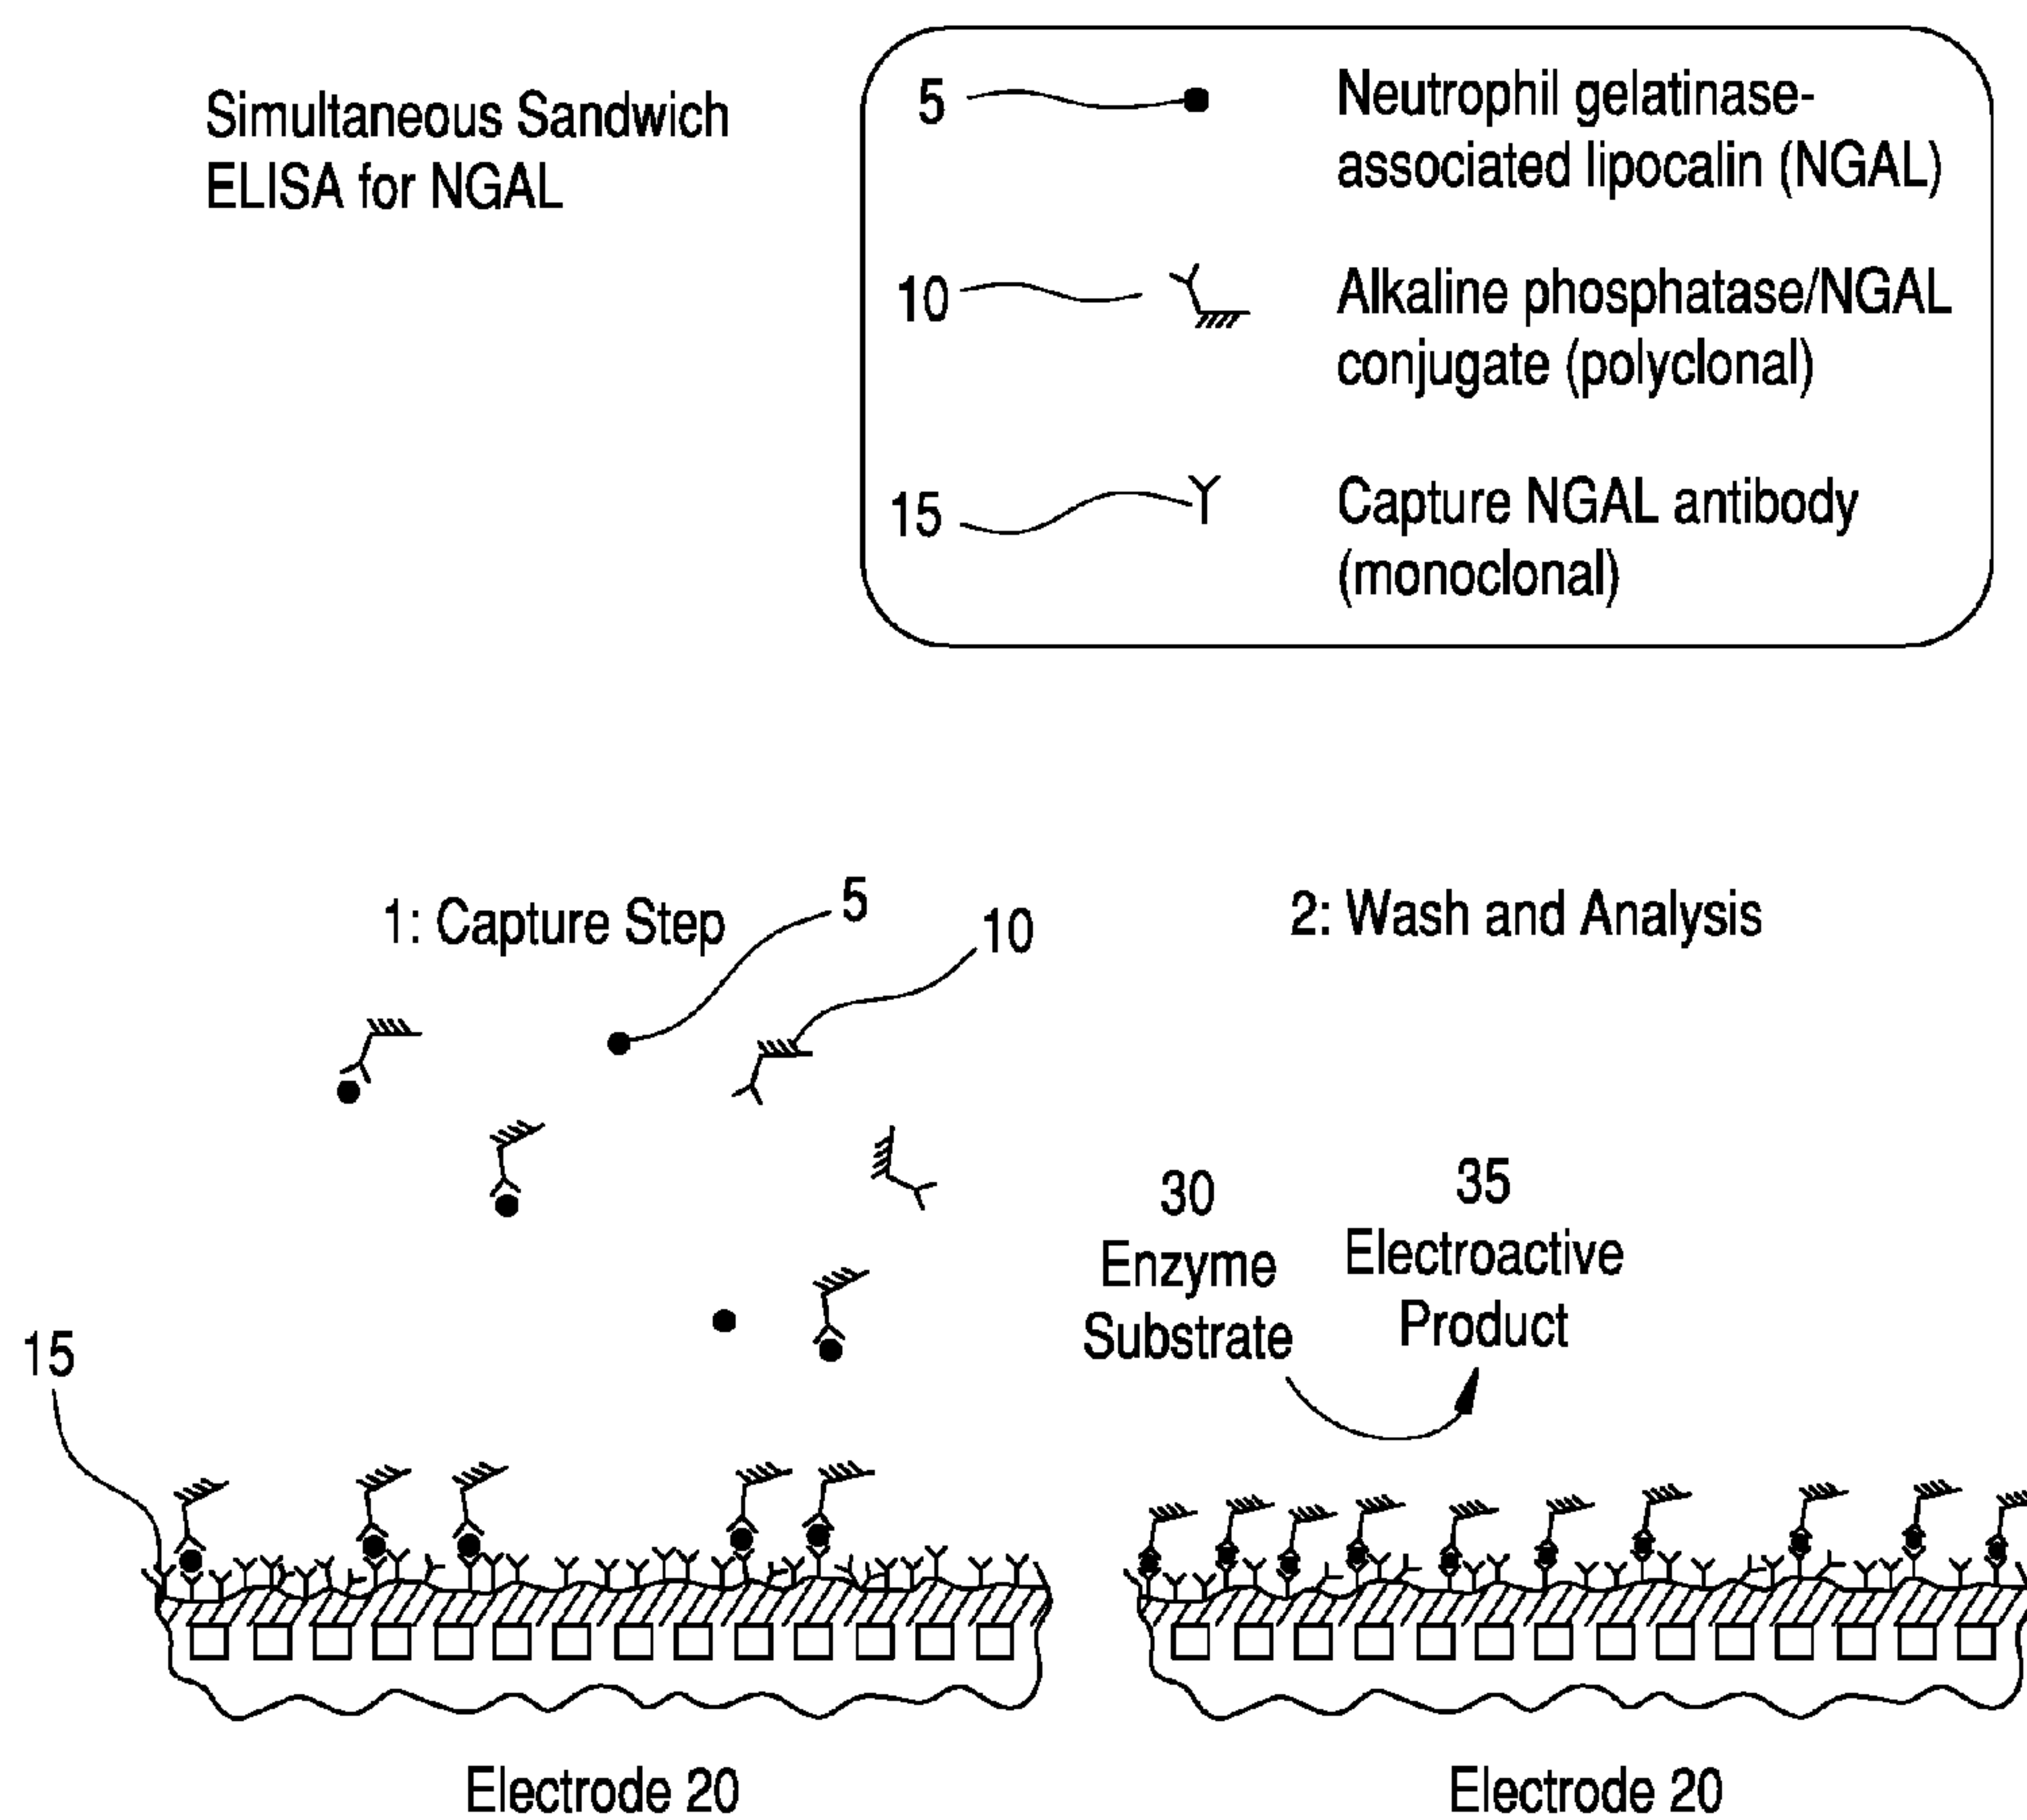 Simultaneous Sandwich
ELISA for NGAL
5
Neutrophil gelatinase-
associated lipocalin (NGAL)
10
Alkaline phosphatase/NGAL
conjugate (polyclonal)
15
Capture NGAL antibody
(monoclonal)
1: Capture Step
5
10
15
Electrode 20
2: Wash and Analysis
30
Enzyme
Substrate
35
Electroactive
Product
Electrode 20